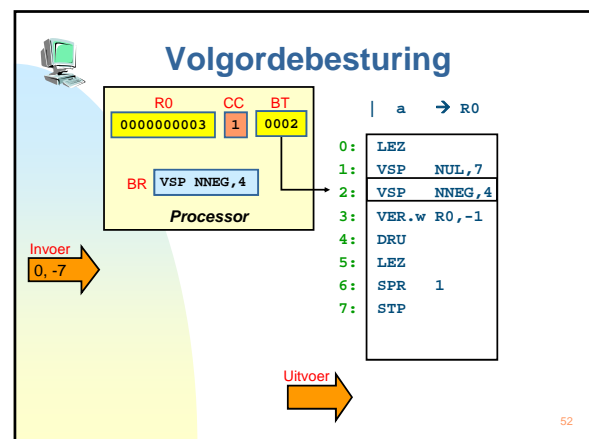 Volgordebesturing
R0 CC BT
0000000003 1 0002
BR VSP NNEG,4
Processor
| a → R0
0: LEZ
1: VSP NUL,7
2: VSP NNEG,4
3: VER.w R0,-1
4: DRU
5: LEZ
6: SPR 1
7: STP
Invoer
0, -7
Uitvoer
52